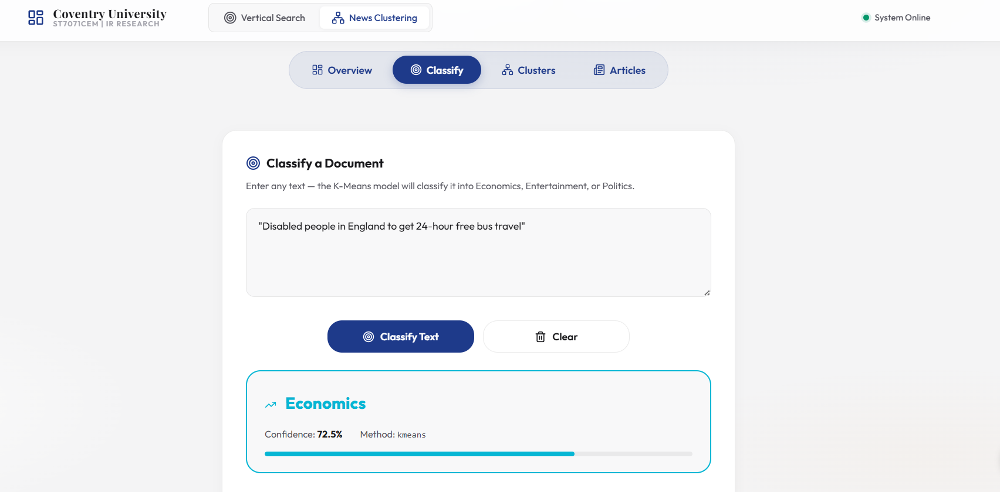 Coventry University
ST7071CEM | IR RESEARCH
Vertical Search
News Clustering
System Online
Overview
Classify
Clusters
Articles
Classify a Document
Enter any text — the K-Means model will classify it into Economics, Entertainment, or Politics.
"Disabled people in England to get 24-hour free bus travel"
Classify Text
Clear
Economics
Confidence: 72.5% Method: kmeans